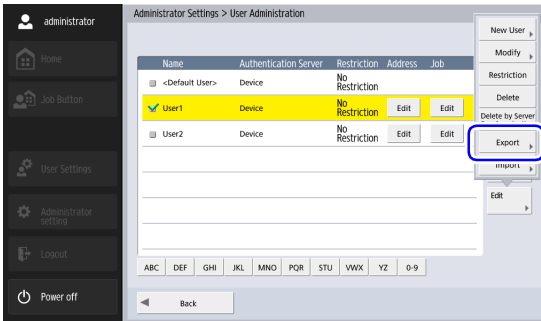 administrator
Home
Job Button
User Settings
Administrator
setting
Logout
Power off
Administrator Settings > User Administration
Name Authentication Server Restriction Address Job
<Default User> Device No
Restriction
User1 Device No
Restriction Edit Edit
User2 Device No
Restriction Edit Edit
ABC DEF GHI JKL MNO PQR STU VWX YZ 0-9
Back
New User
Modify
Restriction
Delete
Delete by Server
Export
Import
Edit